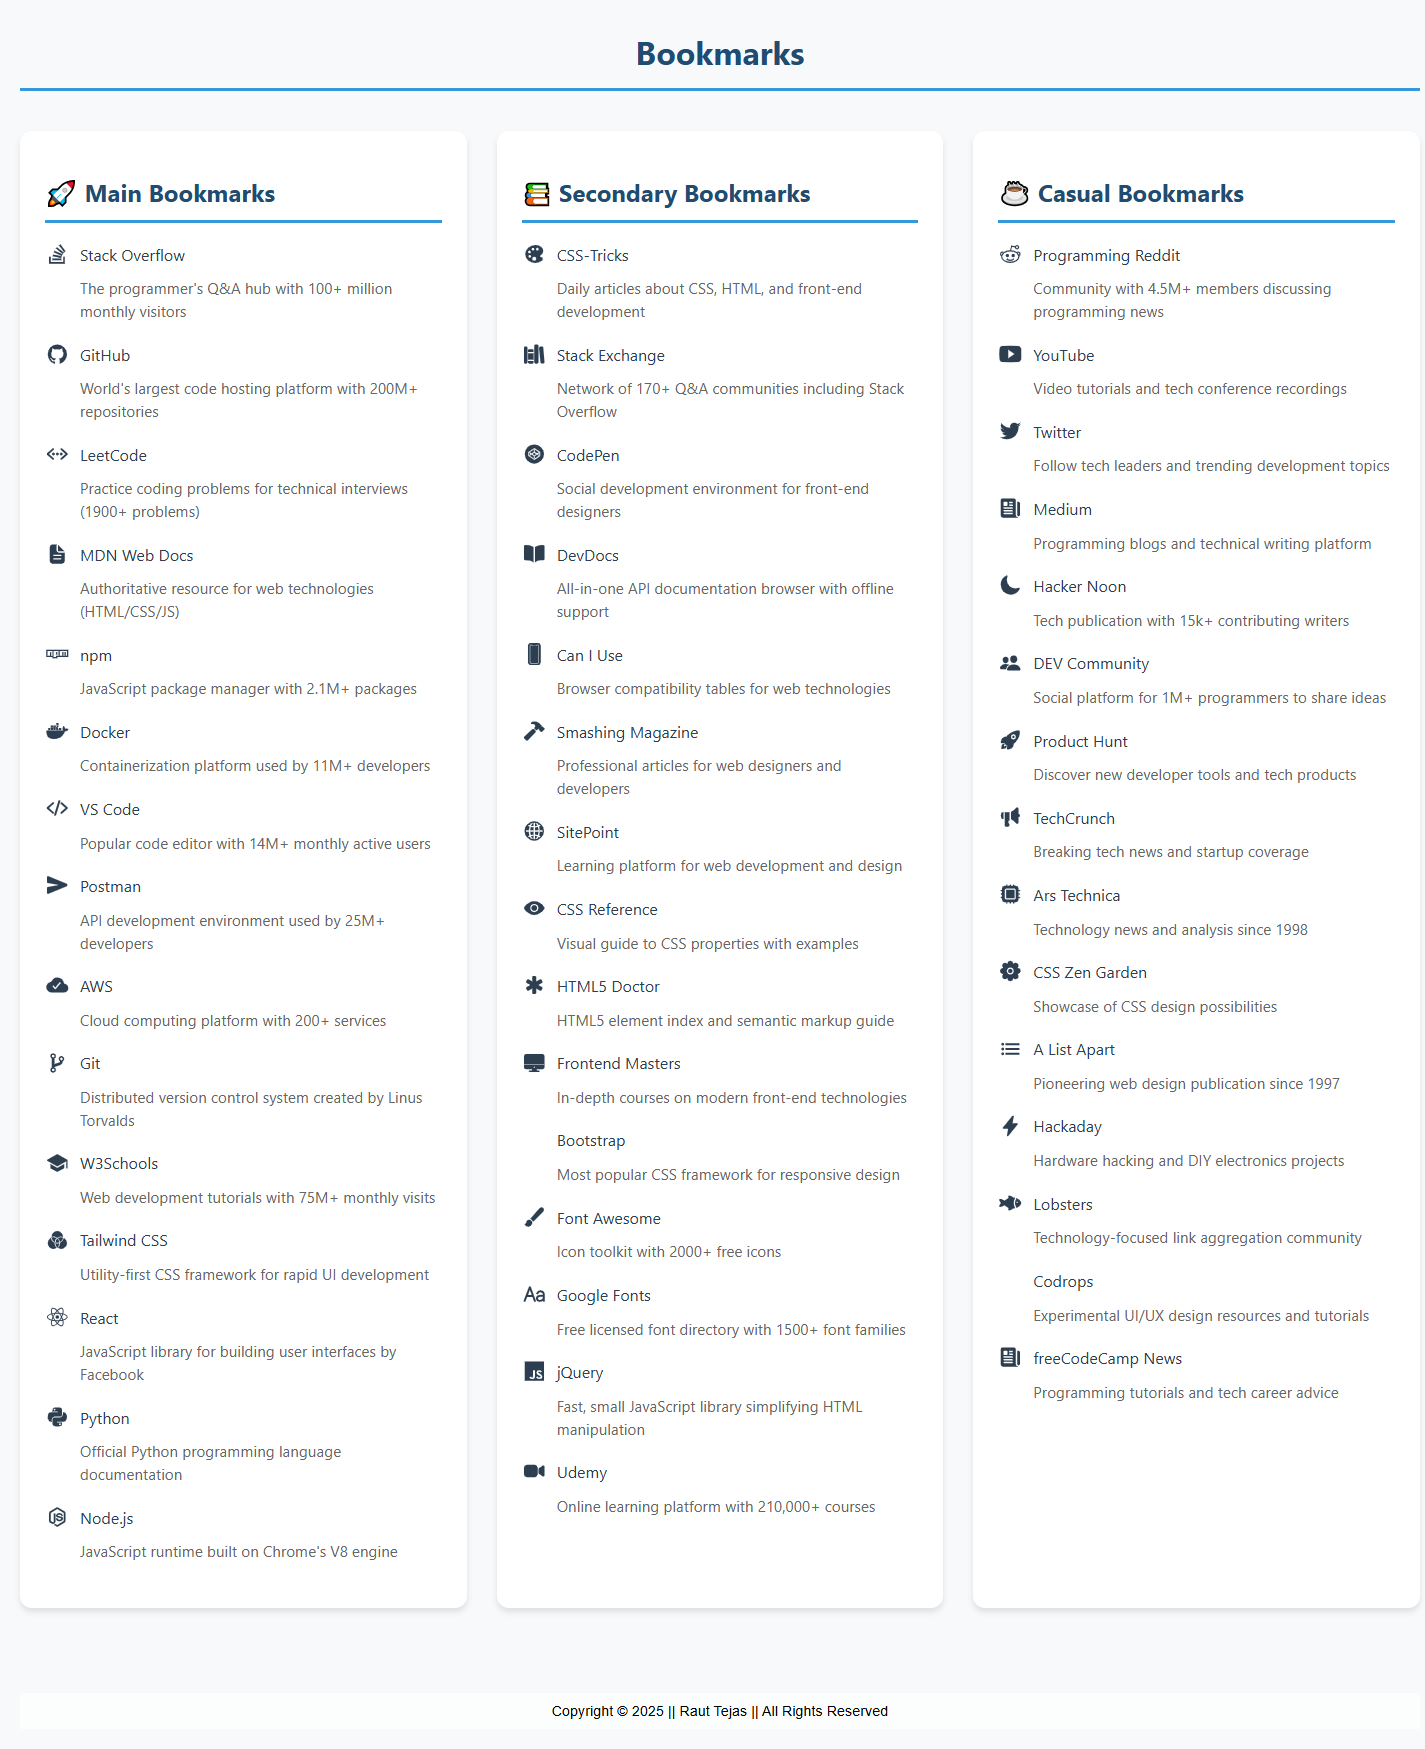 Bookmarks
Main Bookmarks
Stack Overflow
The programmer's Q&A hub with 100+ million
monthly visitors
GitHub
World's largest code hosting platform with 200M+
repositories
LeetCode
Practice coding problems for technical interviews
(1900+ problems)
MDN Web Docs
Authoritative resource for web technologies
(HTML/CSS/JS)
npm
JavaScript package manager with 2.1M+ packages
Docker
Containerization platform used by 11M+ developers
VS Code
Popular code editor with 14M+ monthly active users
Postman
API development environment used by 25M+
developers
AWS
Cloud computing platform with 200+ services
Git
Distributed version control system created by Linus
Torvalds
W3Schools
Web development tutorials with 75M+ monthly visits
Tailwind CSS
Utility-first CSS framework for rapid UI development
React
JavaScript library for building user interfaces by
Facebook
Python
Official Python programming language
documentation
Node.js
JavaScript runtime built on Chrome's V8 engine
Secondary Bookmarks
CSS-Tricks
Daily articles about CSS, HTML, and front-end
development
Stack Exchange
Network of 170+ Q&A communities including Stack
Overflow
CodePen
Social development environment for front-end
designers
DevDocs
All-in-one API documentation browser with offline
support
Can I Use
Browser compatibility tables for web technologies
Smashing Magazine
Professional articles for web designers and
developers
SitePoint
Learning platform for web development and design
CSS Reference
Visual guide to CSS properties with examples
HTML5 Doctor
HTML5 element index and semantic markup guide
Frontend Masters
In-depth courses on modern front-end technologies
Bootstrap
Most popular CSS framework for responsive design
Font Awesome
Icon toolkit with 2000+ free icons
Aa Google Fonts
Free licensed font directory with 1500+ font families
JS jQuery
Fast, small JavaScript library simplifying HTML
manipulation
Udemy
Online learning platform with 210,000+ courses
Casual Bookmarks
Programming Reddit
Community with 4.5M+ members discussing
programming news
YouTube
Video tutorials and tech conference recordings
Twitter
Follow tech leaders and trending development topics
Medium
Programming blogs and technical writing platform
Hacker Noon
Tech publication with 15k+ contributing writers
DEV Community
Social platform for 1M+ programmers to share ideas
Product Hunt
Discover new developer tools and tech products
TechCrunch
Breaking tech news and startup coverage
Ars Technica
Technology news and analysis since 1998
CSS Zen Garden
Showcase of CSS design possibilities
A List Apart
Pioneering web design publication since 1997
Hackaday
Hardware hacking and DIY electronics projects
Lobsters
Technology-focused link aggregation community
Codrops
Experimental UI/UX design resources and tutorials
freeCodeCamp News
Programming tutorials and tech career advice
Copyright © 2025 || Raut Tejas || All Rights Reserved